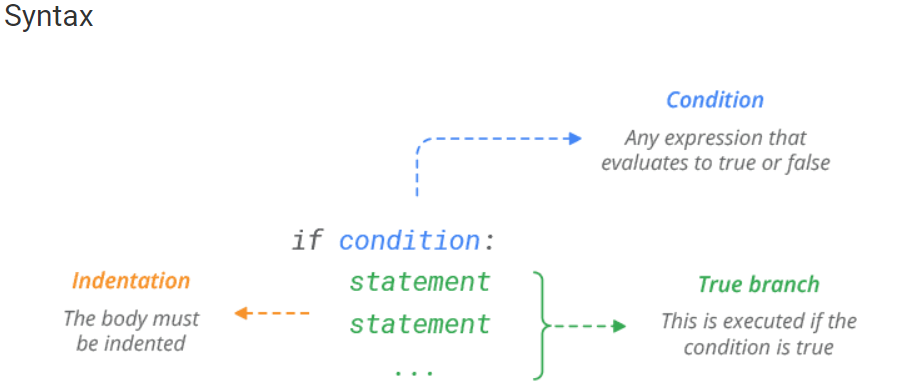 Syntax
Condition
Any expression that
evaluates to true or false
if condition:
Indentation
The body must
be indented
statement
statement
...
True branch
This is executed if the
condition is true